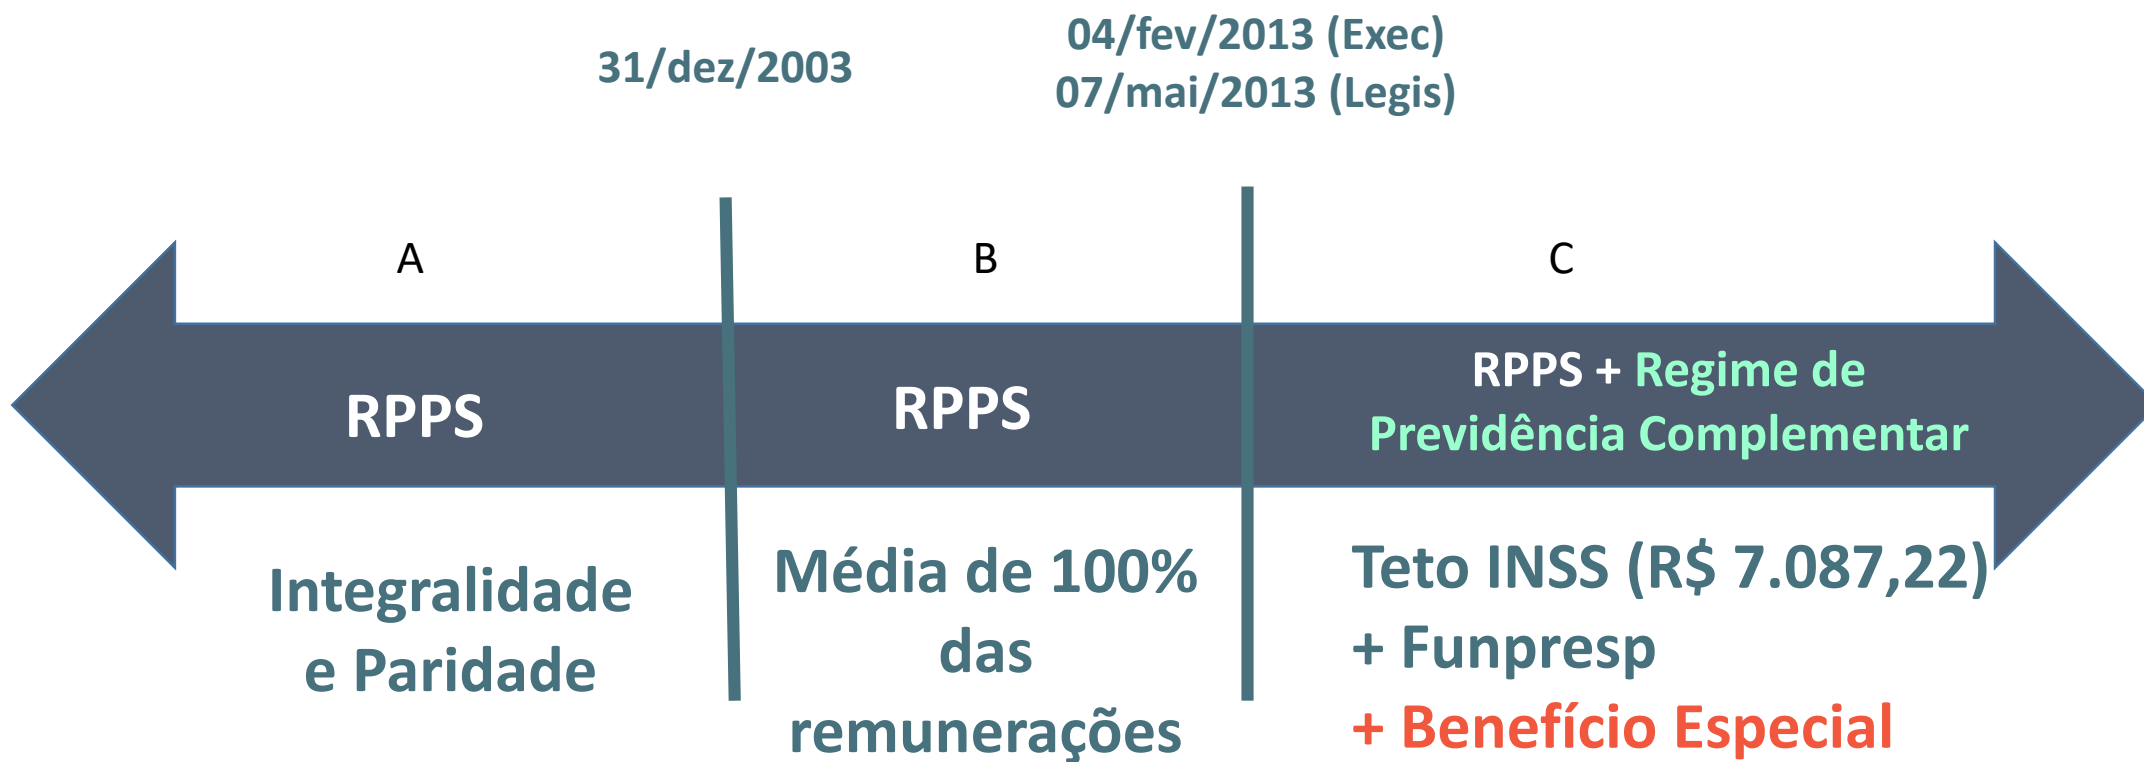 31/dez/2003
04/fev/2013 (Exec)
07/mai/2013 (Legis)
A
B
C
RPPS
RPPS
RPPS + Regime de
Previdência Complementar
Integralidade
e Paridade
Média de 100%
das
remunerações
Teto INSS (R$ 7.087,22)
+ Funpresp
+ Benefício Especial